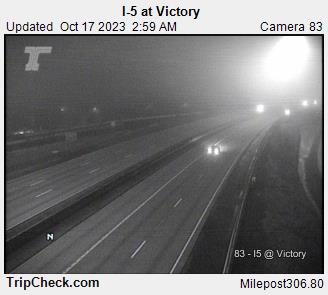 I-5 at Victory
Updated Oct 17 2023 2:59 AM Camera 83
T
N
83 - I5 @ Victory
TripCheck.com Milepost306.80